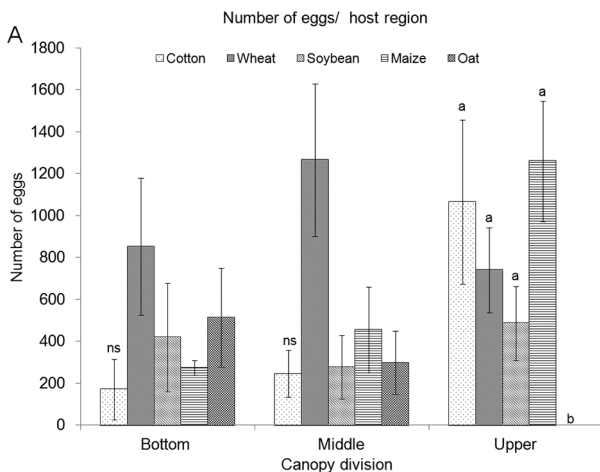 Number of eggs/ host region
A
1800
1600
1400
1200
1000
800
600
400
200
0
Number of eggs
Cotton Wheat Soybean Maize Oat
ns
ns
a
a
a
a
b
Bottom Middle Upper
Canopy division